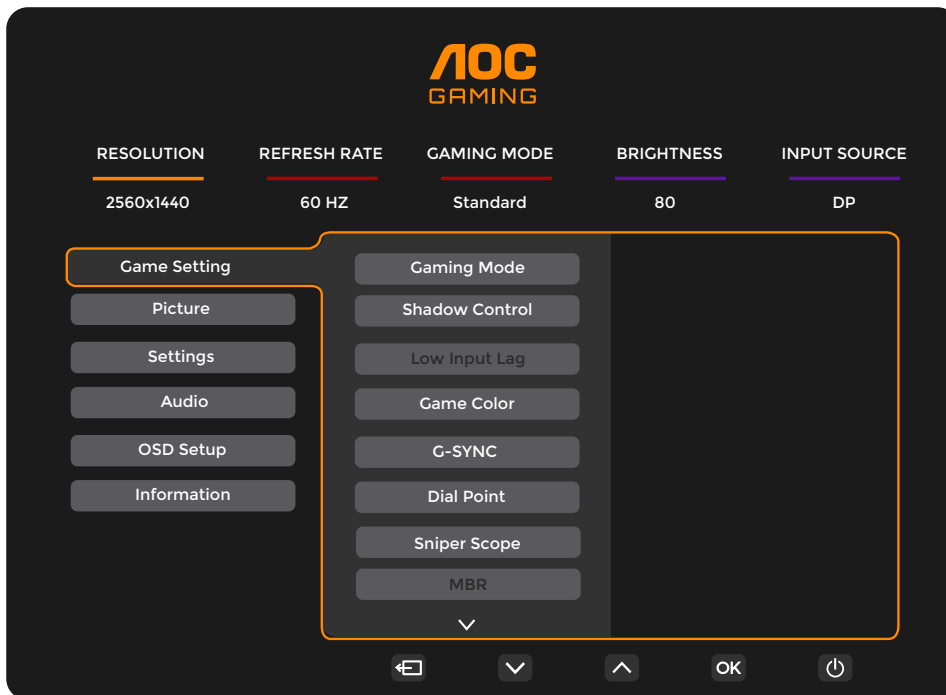 AOC
GAMING
RESOLUTION REFRESH RATE GAMING MODE BRIGHTNESS INPUT SOURCE
2560x1440 60 HZ Standard 80 DP
Game Setting
Picture
Settings
Audio
OSD Setup
Information
Gaming Mode
Shadow Control
Low Input Lag
Game Color
G-SYNC
Dial Point
Sniper Scope
MBR
OK